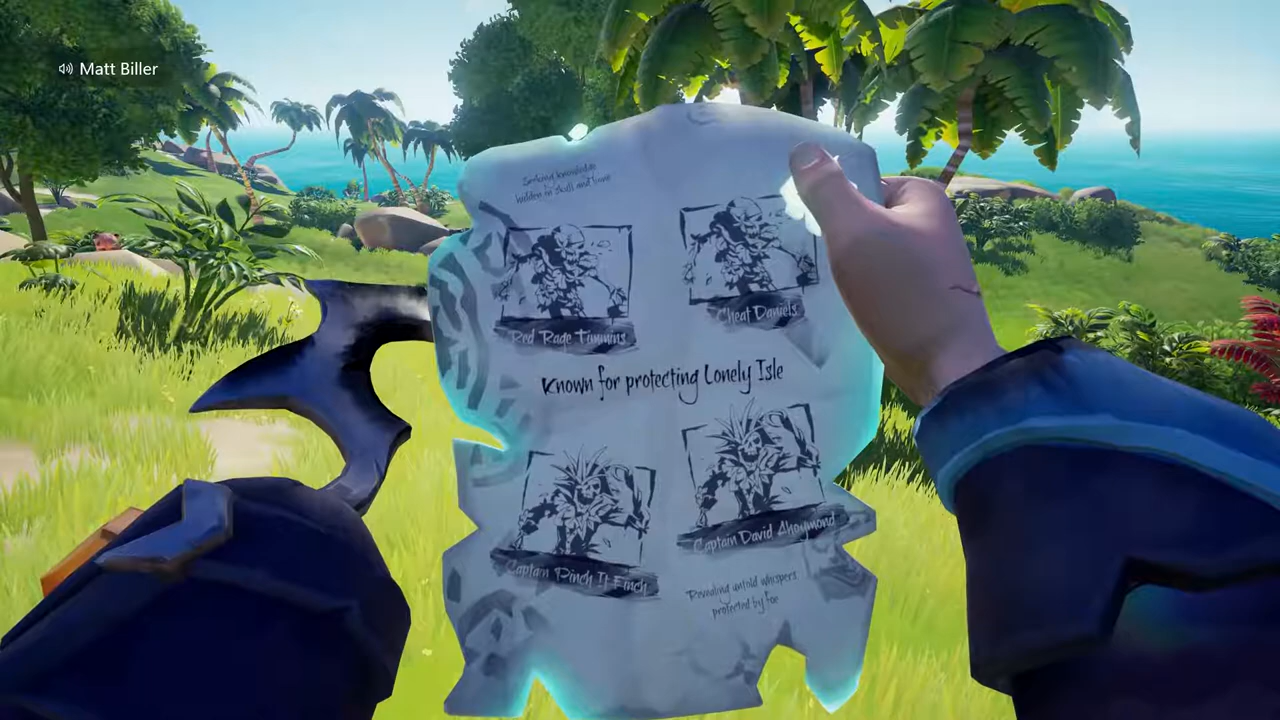 Matt Biller
Seeking knowledge
hidden in skull and bone
Red Rage Timmins
Cheat Daniels
Known for protecting Lonely Isle
Captain Pinch It Finch
Captain David Ahoymond
Revealing untold whispers
protected by foe